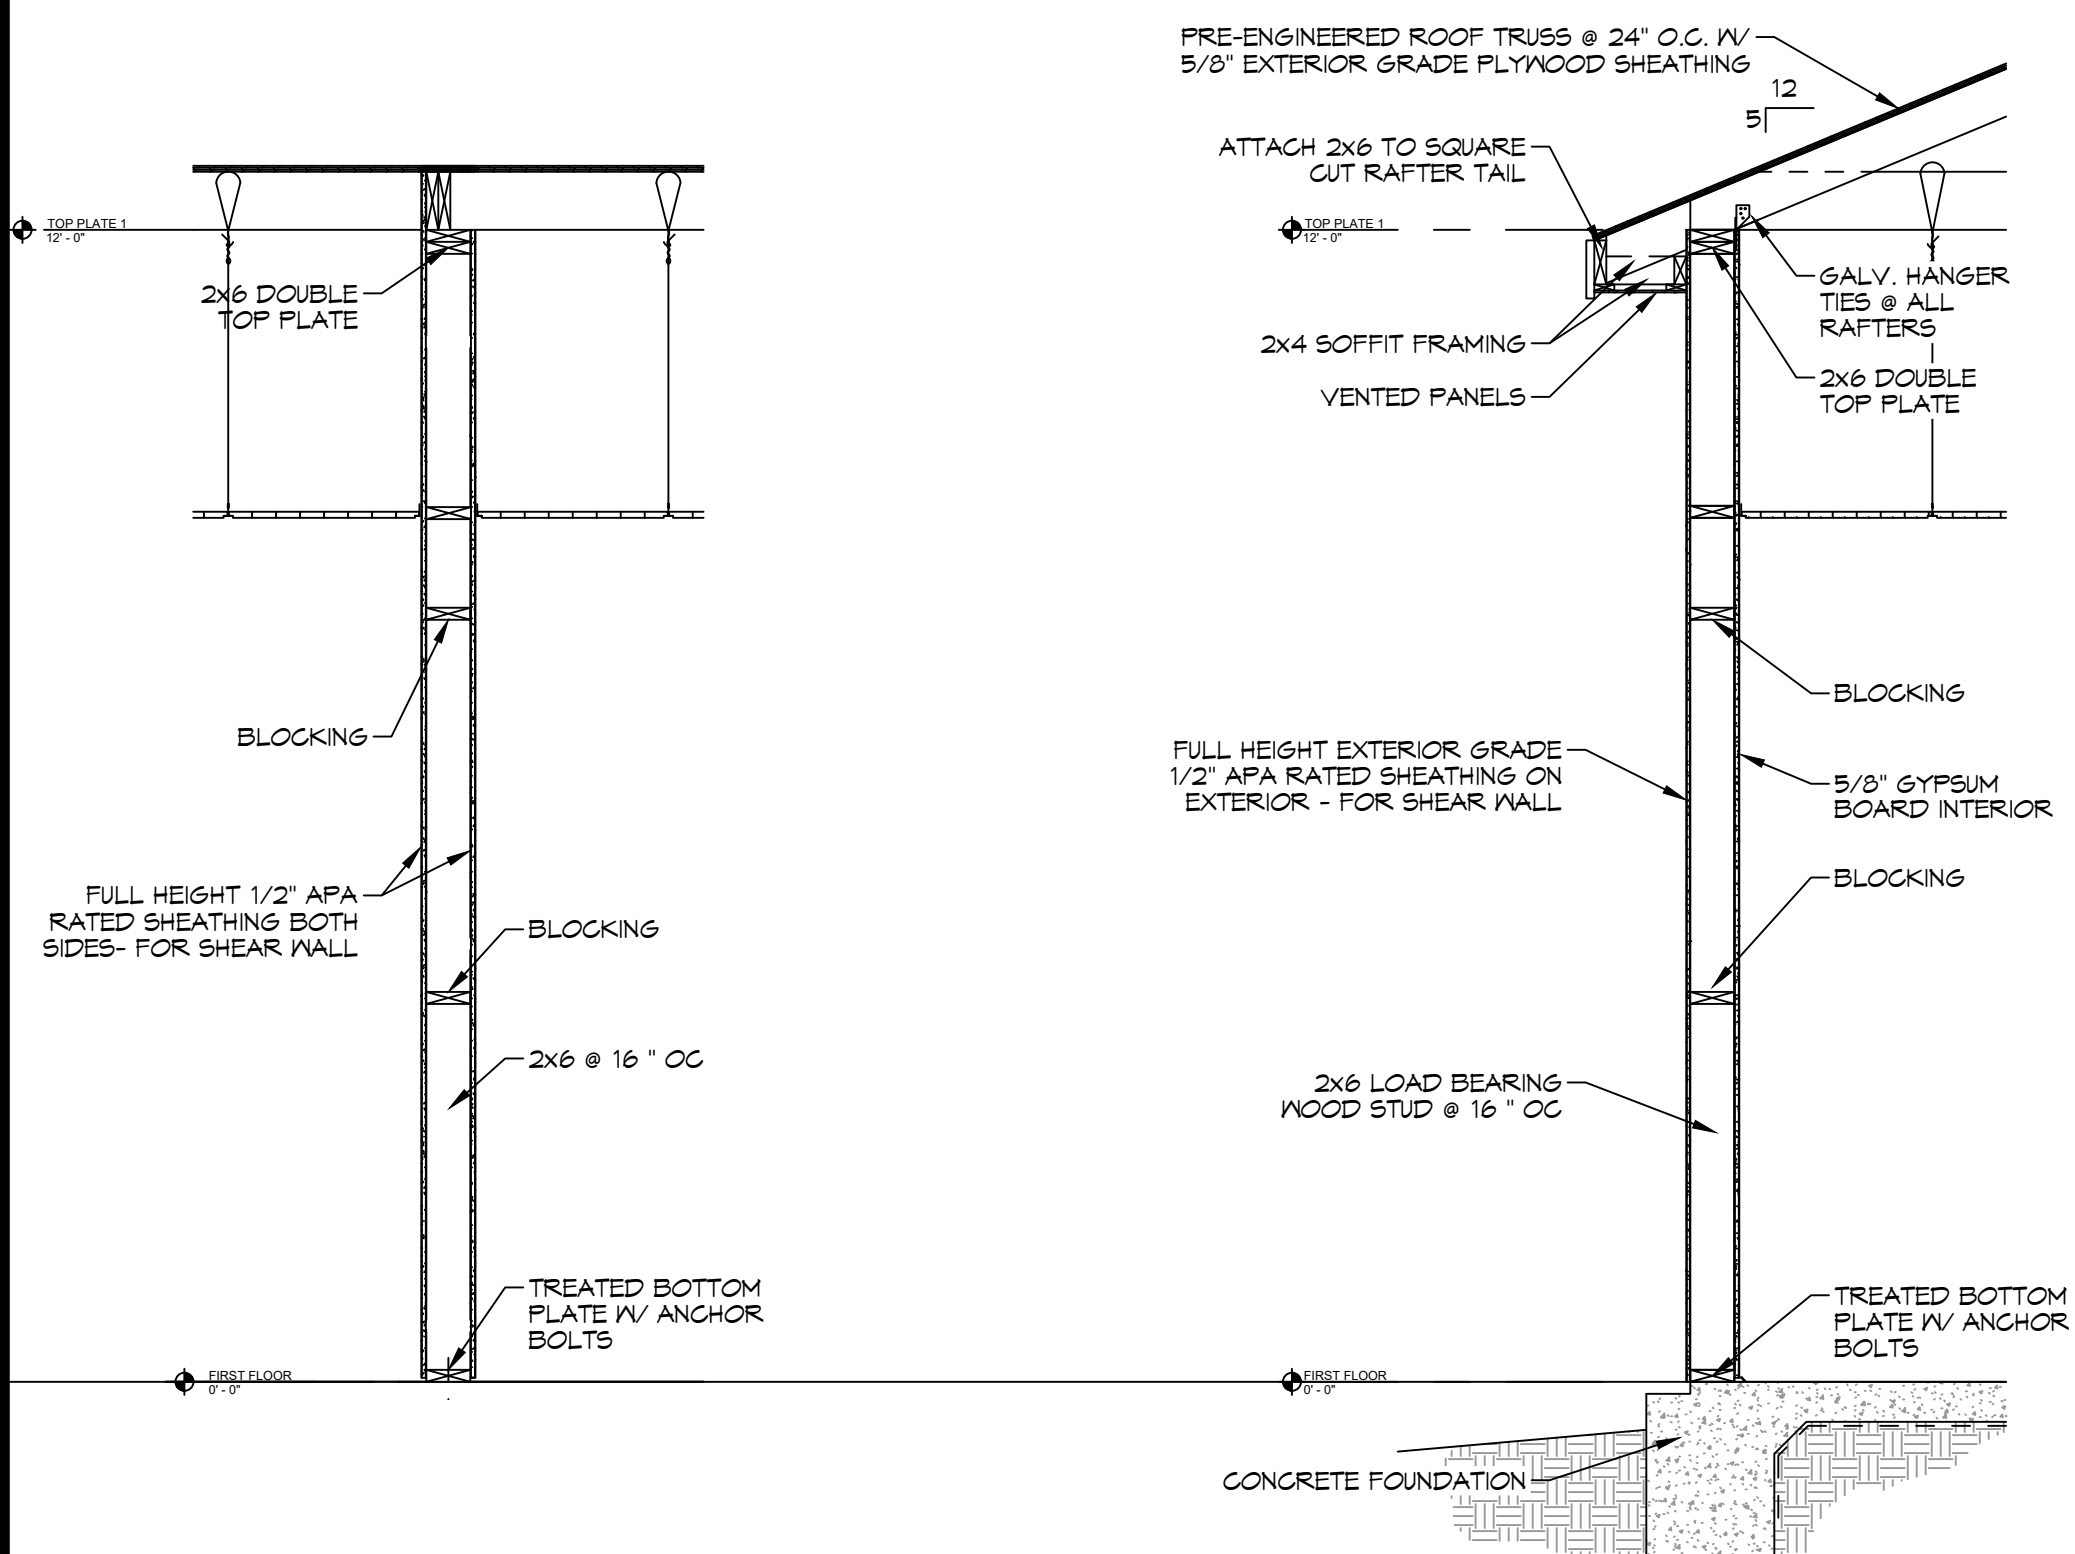 TOP PLATE 1
12' - 0"
2x6 DOUBLE
TOP PLATE
BLOCKING
FULL HEIGHT 1/2" APA
RATED SHEATHING BOTH
SIDES- FOR SHEAR WALL
BLOCKING
2x6 @ 16 " OC
TREATED BOTTOM
PLATE W/ ANCHOR
BOLTS
FIRST FLOOR
0' - 0"
PRE-ENGINEERED ROOF TRUSS @ 24" O.C. W/
5/8" EXTERIOR GRADE PLYWOOD SHEATHING
12
5
ATTACH 2x6 TO SQUARE
CUT RAFTER TAIL
TOP PLATE 1
12' - 0"
GALV. HANGER
TIES @ ALL
RAFTERS
2x4 SOFFIT FRAMING
2x6 DOUBLE
TOP PLATE
VENTED PANELS
BLOCKING
FULL HEIGHT EXTERIOR GRADE
1/2" APA RATED SHEATHING ON
EXTERIOR - FOR SHEAR WALL
5/8" GYPSUM
BOARD INTERIOR
BLOCKING
2x6 LOAD BEARING
WOOD STUD @ 16 " OC
TREATED BOTTOM
PLATE W/ ANCHOR
BOLTS
FIRST FLOOR
0' - 0"
CONCRETE FOUNDATION